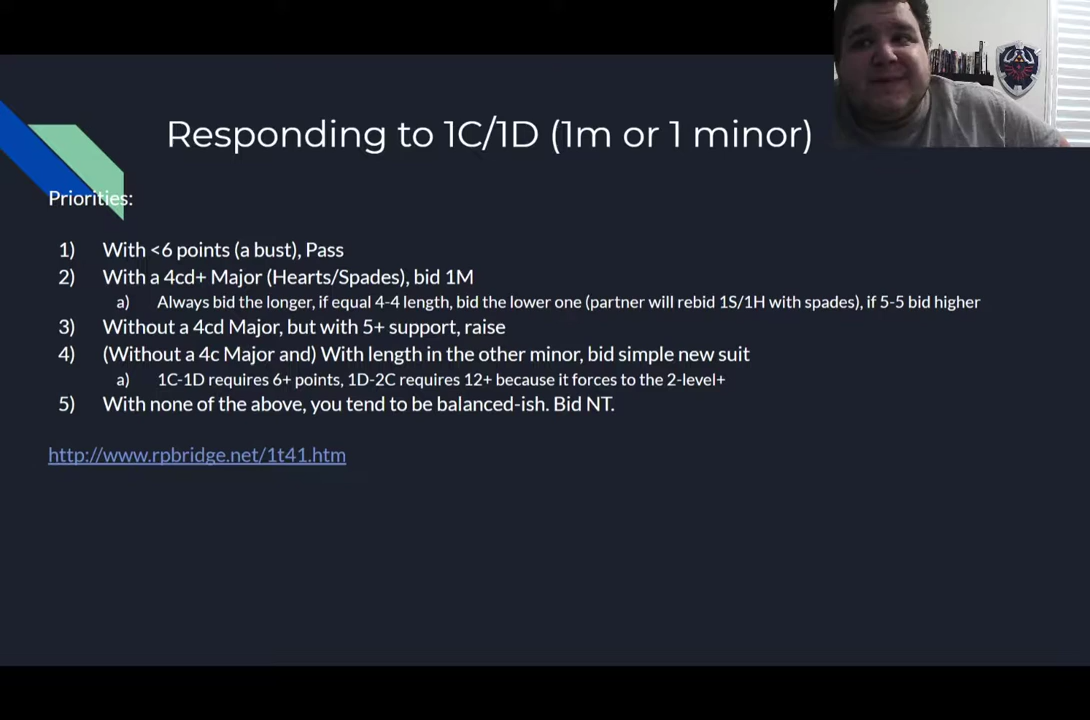 Responding to 1C/1D (1m or 1 minor)
Priorities:
1) With <6 points (a bust), Pass
2) With a 4cd+ Major (Hearts/Spades), bid 1M
a) Always bid the longer, if equal 4-4 length, bid the lower one (partner will rebid 1S/1H with spades), if 5-5 bid higher
3) Without a 4cd Major, but with 5+ support, raise
4) (Without a 4c Major and) With length in the other minor, bid simple new suit
a) 1C-1D requires 6+ points, 1D-2C requires 12+ because it forces to the 2-level+
5) With none of the above, you tend to be balanced-ish. Bid NT.
http://www.rpbridge.net/1t41.htm